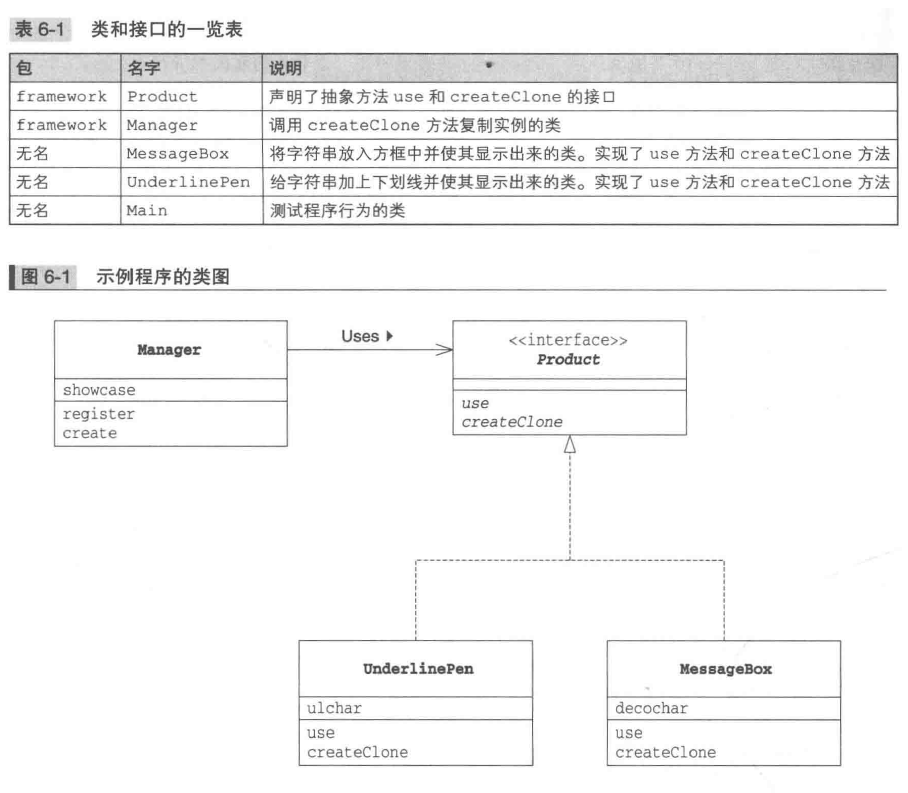 表 6-1 类和接口的一览表
包 名字 说明
framework Product 声明了抽象方法 use 和 createClone 的接口
framework Manager 调用 createClone 方法复制实例的类
无名 MessageBox 将字符串放入方框中并使其显示出来的类。实现了 use 方法和 createClone 方法
无名 UnderlinePen 给字符串加上下划线并使其显示出来的类。实现了 use 方法和 createClone 方法
无名 Main 测试程序行为的类
图 6-1 示例程序的类图
Manager
showcase
register
create
Uses
<<interface>>
Product
use
createClone
UnderlinePen
ulchar
use
createClone
MessageBox
decochar
use
createClone